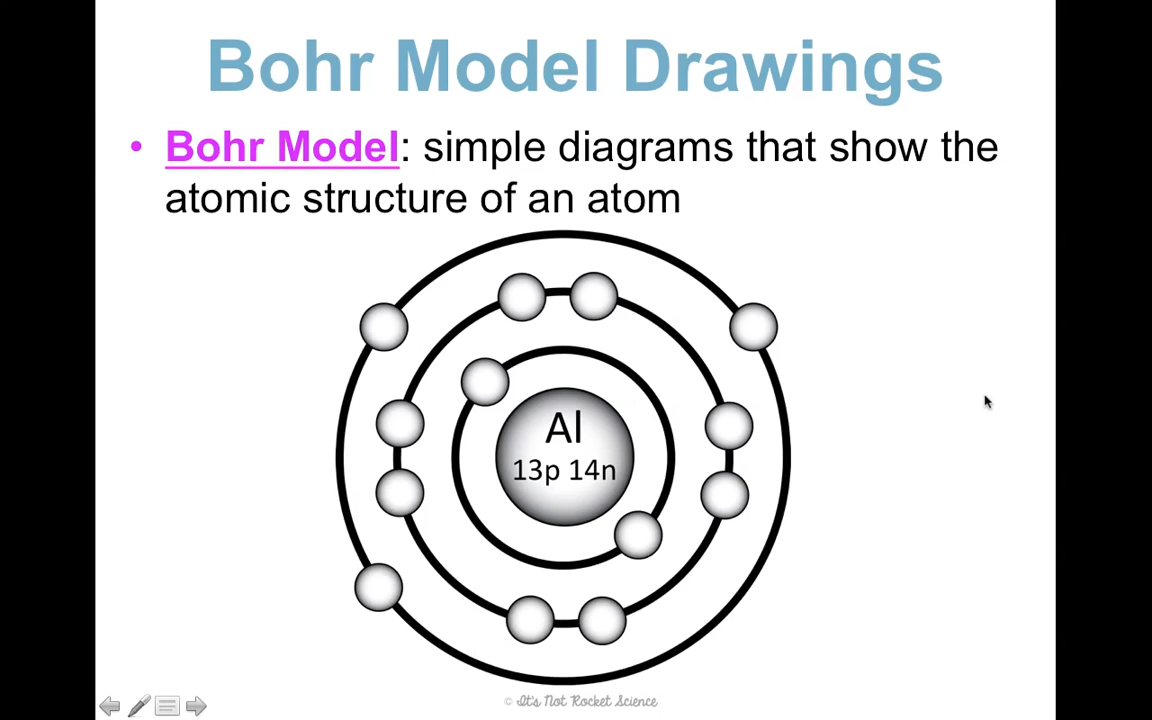 Bohr Model Drawings
• Bohr Model: simple diagrams that show the
atomic structure of an atom
Al
13p 14n
© It's Not Rocket Science